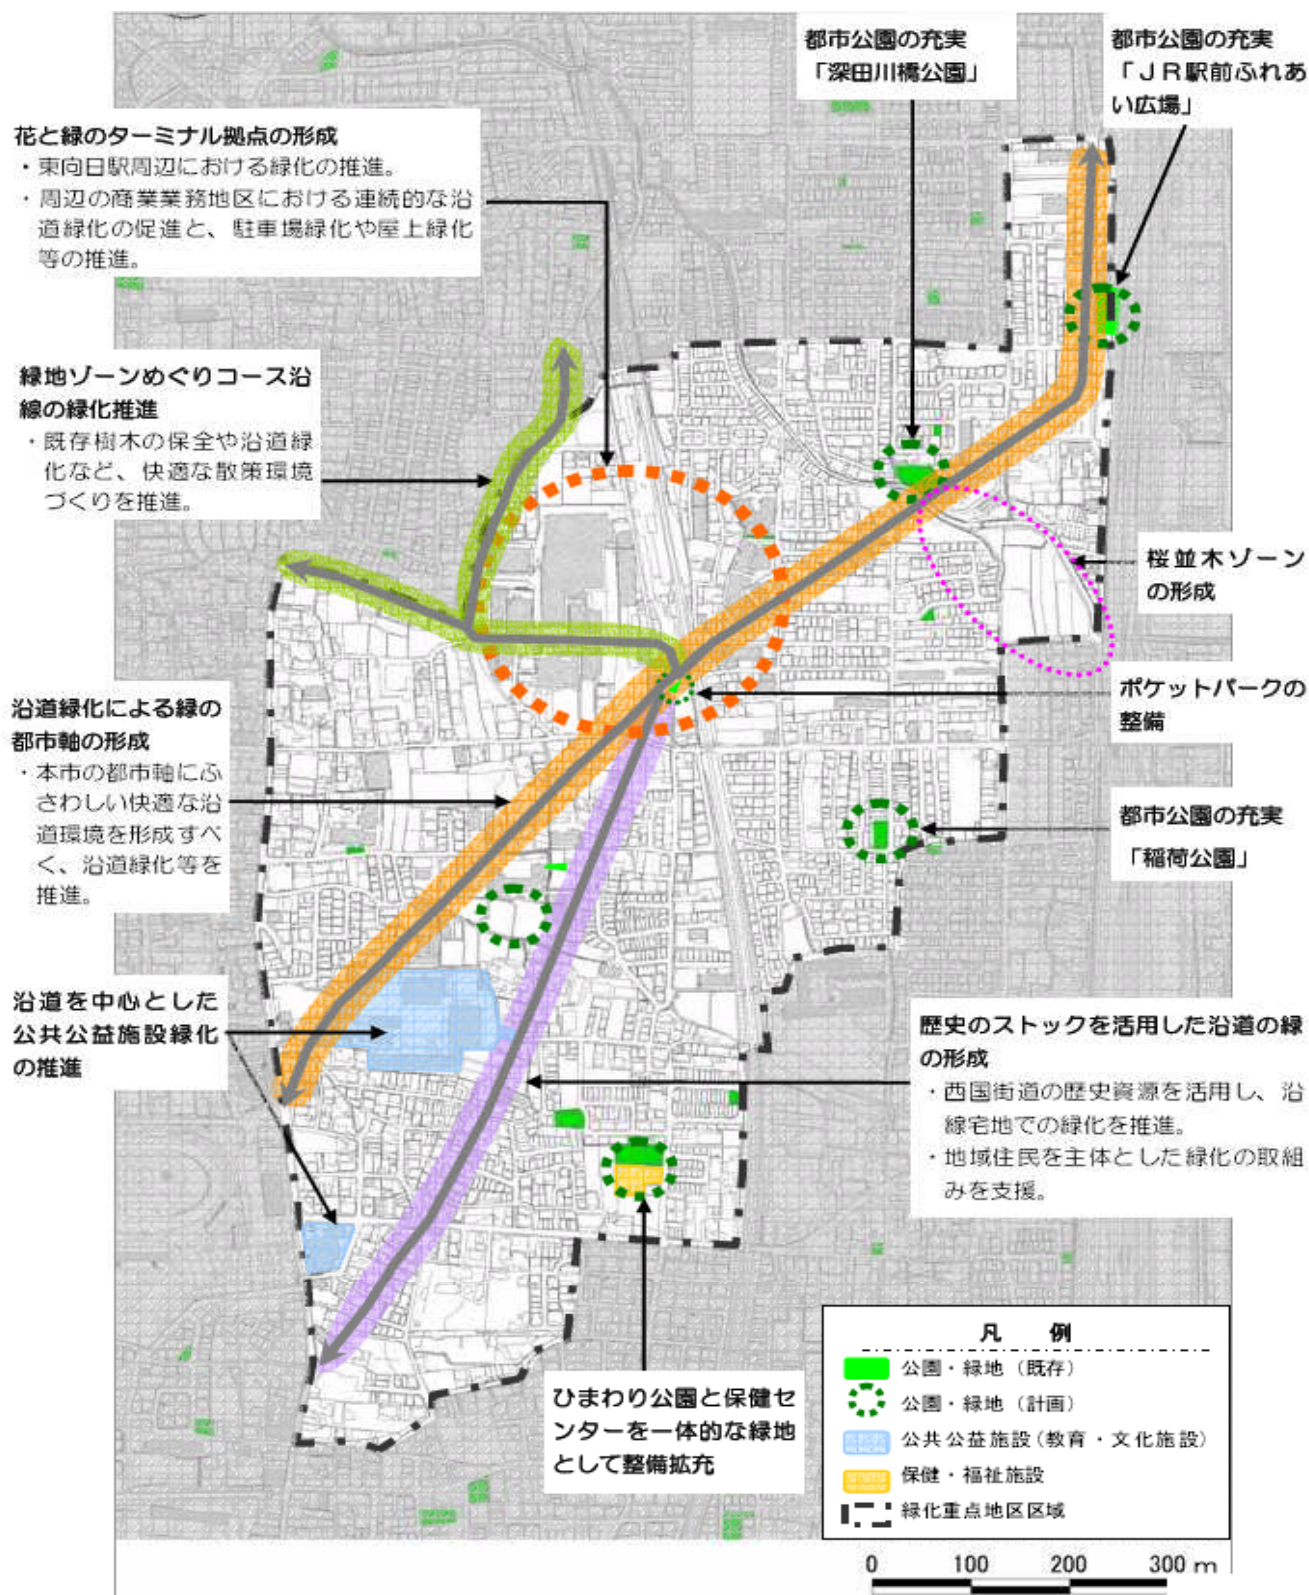 都市公園の充実
「深田川橋公園」
都市公園の充実
「ＪＲ駅前ふれあ
い広場」
花と緑のターミナル拠点の形成
・東向日駅周辺における緑化の推進。
・周辺の商業業務地区における連続的な沿
道緑化の促進と、駐車場緑化や屋上緑化
等の推進。
緑地ゾーンめぐりコース沿
線の緑化推進
・既存樹木の保全や沿道緑
化など、快適な散策環境
づくりを推進。
桜並木ゾーン
の形成
ポケットパークの
整備
沿道緑化による緑の
都市軸の形成
・本市の都市軸にふ
さわしい快適な沿
道環境を形成すべ
く、沿道緑化等を
推進。
都市公園の充実
「稲荷公園」
沿道を中心とした
公共公益施設緑化
の推進
歴史のストックを活用した沿道の緑
の形成
・西国街道の歴史資源を活用し、沿
線宅地での緑化を推進。
・地域住民を主体とした緑化の取組
みを支援。
ひまわり公園と保健セ
ンターを一体的な緑地
として整備拡充
凡　例
公園・緑地（既存）
公園・緑地（計画）
公共公益施設（教育・文化施設）
保健・福祉施設
緑化重点地区区域
0 100 200 300 m